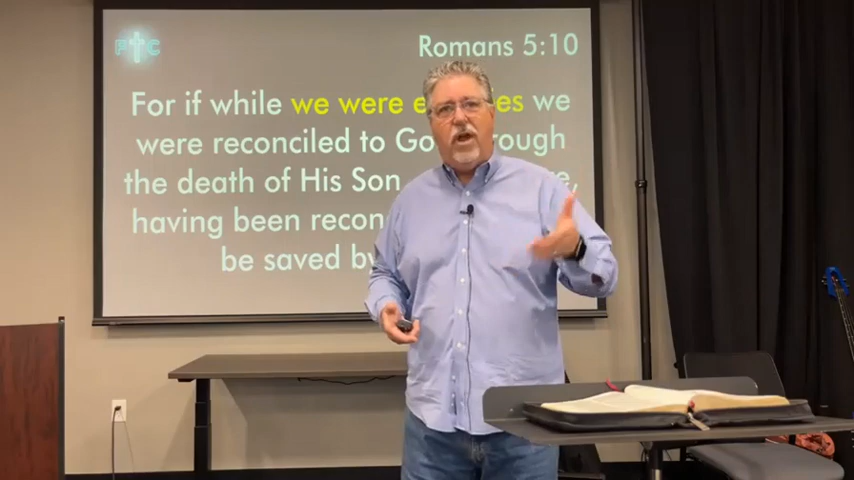 FTC
Romans 5:10
For if while we were we
were reconciled to
the death of His Son
having been
be saved